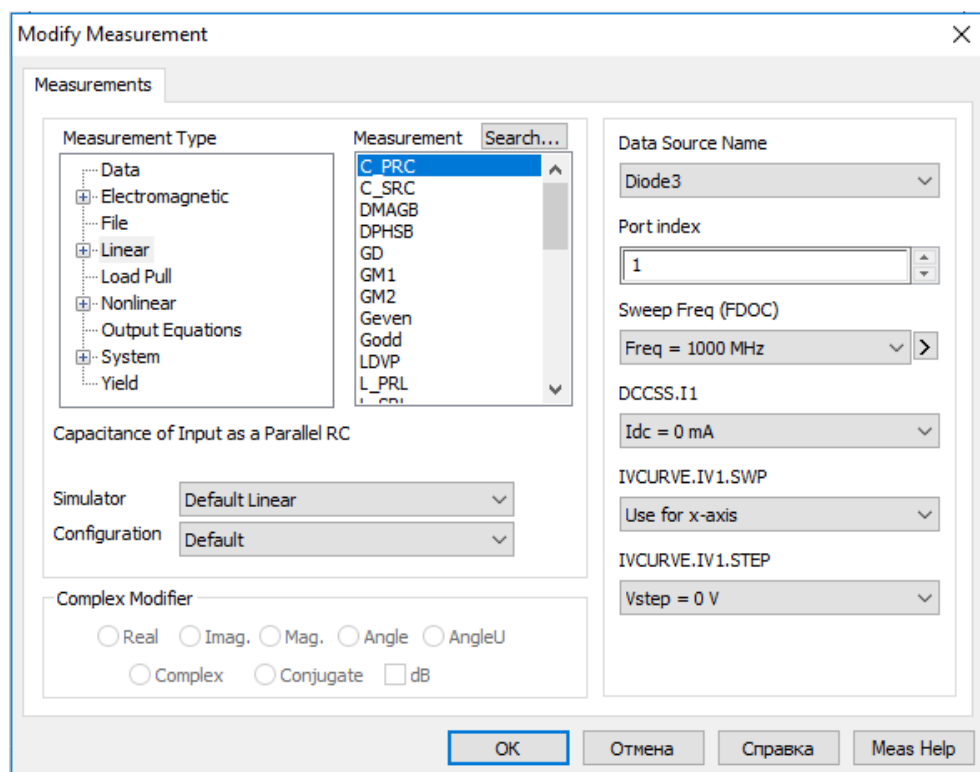 Modify Measurement
Measurements
Measurement Type
Data
Electromagnetic
File
Linear
Load Pull
Nonlinear
Output Equations
System
Yield
Measurement Search...
C_PRC
C_SRC
DMAGB
DPHSB
GD
GM1
GM2
Geven
Godd
LDVP
L_PRL
Capacitance of Input as a Parallel RC
Simulator Default Linear
Configuration Default
Complex Modifier
Real Imag. Mag. Angle AngleU
Complex Conjugate dB
Data Source Name
Diode3
Port index
1
Sweep Freq (FDOC)
Freq = 1000 MHz >
DCCSS.I1
Idc = 0 mA
IVCURVE.IV1.SWP
Use for x-axis
IVCURVE.IV1.STEP
Vstep = 0 V
OK Отмена Справка Meas Help